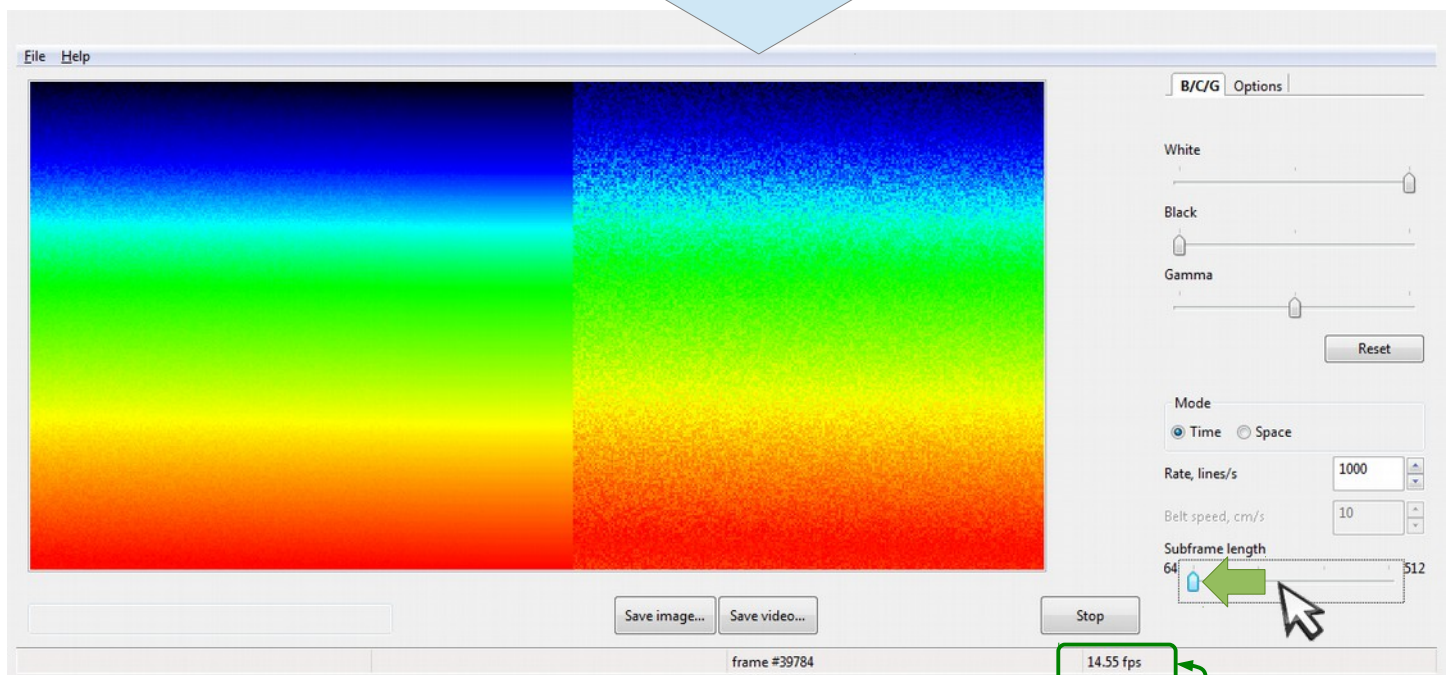 File Help
B/C/G Options
White
Black
Gamma
Reset
Mode
Time Space
Rate, lines/s 1000
Belt speed, cm/s 10
Subframe length
64 512
Save image... Save video... Stop
frame #39784 14.55 fps